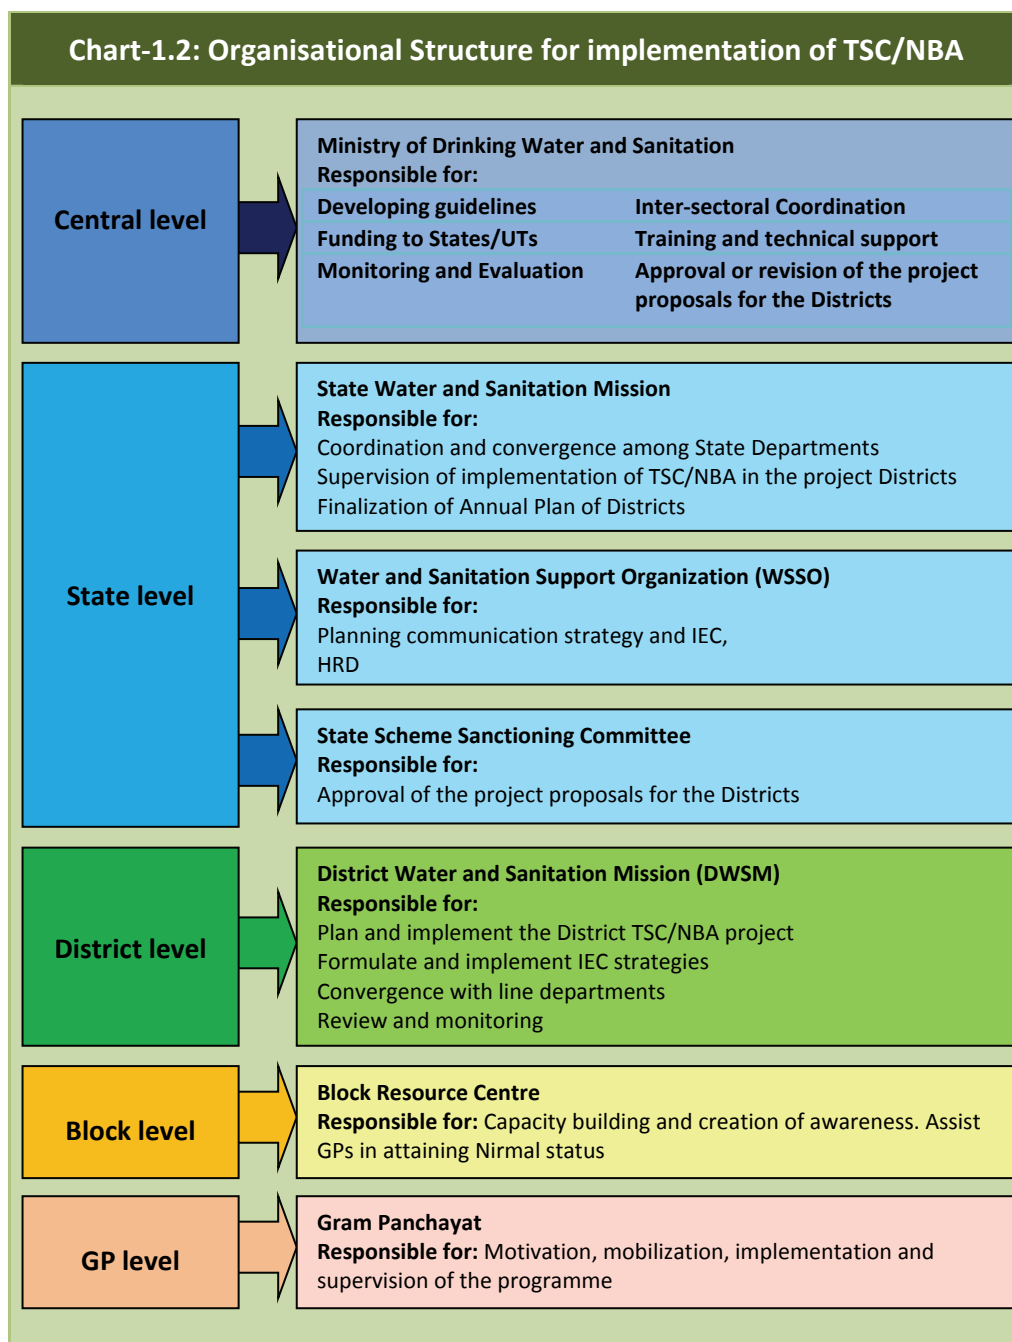 Chart-1.2: Organisational Structure for implementation of TSC/NBA
Central level
Ministry of Drinking Water and Sanitation
Responsible for:
Developing guidelines Inter-sectoral Coordination
Funding to States/UTs Training and technical support
Monitoring and Evaluation Approval or revision of the project
proposals for the Districts
State level
State Water and Sanitation Mission
Responsible for:
Coordination and convergence among State Departments
Supervision of implementation of TSC/NBA in the project Districts
Finalization of Annual Plan of Districts
Water and Sanitation Support Organization (WSSO)
Responsible for:
Planning communication strategy and IEC,
HRD
State Scheme Sanctioning Committee
Responsible for:
Approval of the project proposals for the Districts
District level
District Water and Sanitation Mission (DWSM)
Responsible for:
Plan and implement the District TSC/NBA project
Formulate and implement IEC strategies
Convergence with line departments
Review and monitoring
Block level
Block Resource Centre
Responsible for: Capacity building and creation of awareness. Assist
GPs in attaining Nirmal status
GP level
Gram Panchayat
Responsible for: Motivation, mobilization, implementation and
supervision of the programme